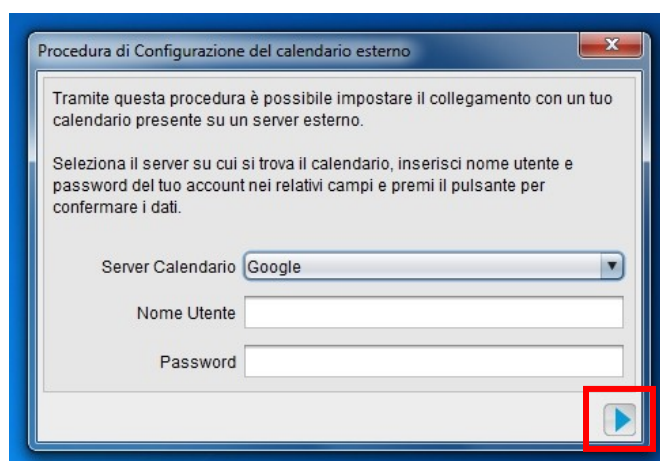 Procedura di Configurazione del calendario esterno
Tramite questa procedura è possibile impostare il collegamento con un tuo
calendario presente su un server esterno.
Seleziona il server su cui si trova il calendario, inserisci nome utente e
password del tuo account nei relativi campi e premi il pulsante per
confermare i dati.
Server Calendario Google
Nome Utente
Password